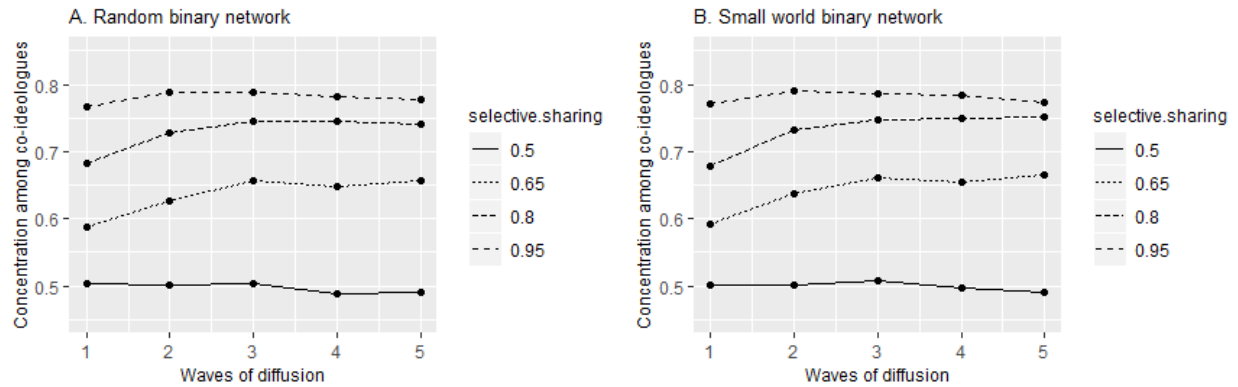 A. Random binary network
Concentration among co-ideologues
0.8
0.7
0.6
0.5
1 2 3 4 5
Waves of diffusion
selective.sharing
0.5
0.65
0.8
0.95
B. Small world binary network
Concentration among co-ideologues
0.8
0.7
0.6
0.5
1 2 3 4 5
Waves of diffusion
selective.sharing
0.5
0.65
0.8
0.95